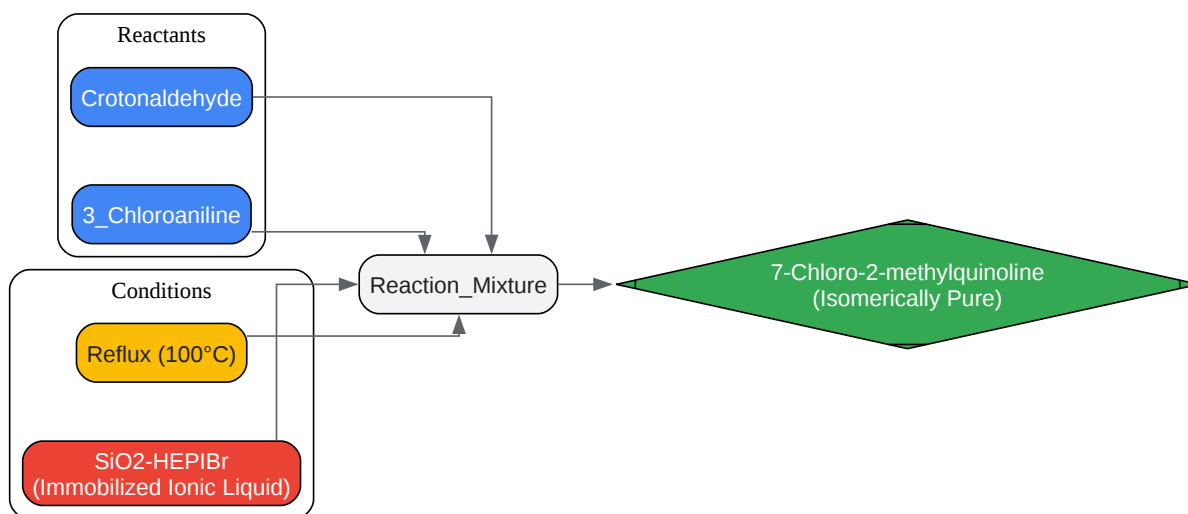 Reactants
Crotonaldehyde
3_Chloroaniline
Conditions
Reflux (100°C)
SiO2-HEPIBr
(Immobilized Ionic Liquid)
Reaction_Mixture
7-Chloro-2-methylquinoline
(Isomerically Pure)